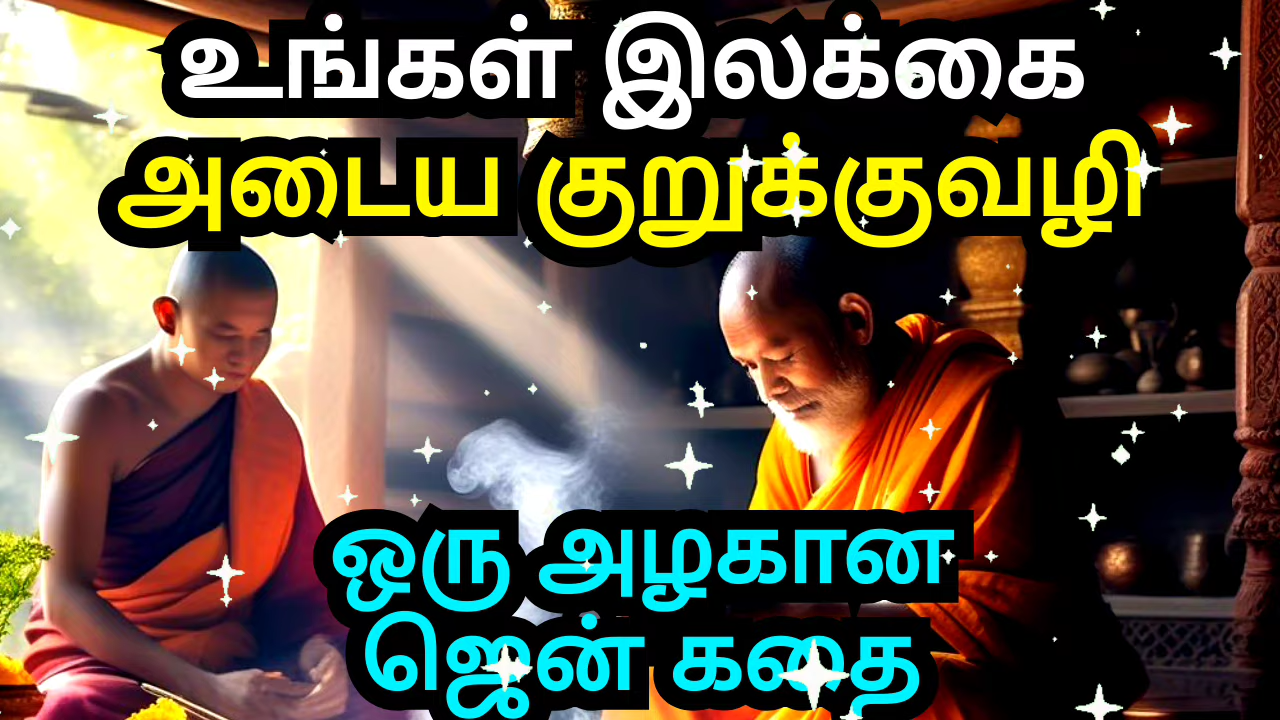 உங்கள் இலக்கை
அடைய குறுக்குவழி
ஒரு அழகான
ஜென் கதை